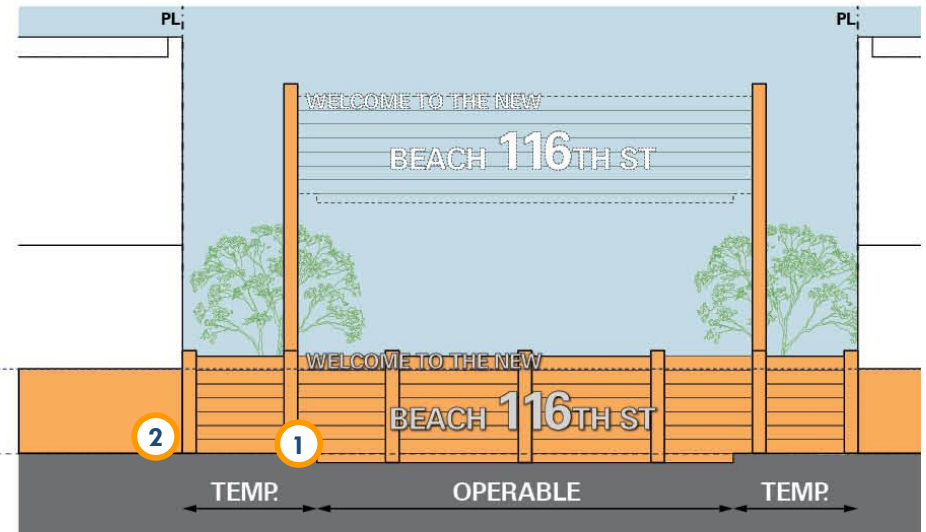 PL PL
WELCOME TO THE NEW
BEACH 116TH ST
WELCOME TO THE NEW
BEACH 116TH ST
2 1
TEMP. OPERABLE TEMP.